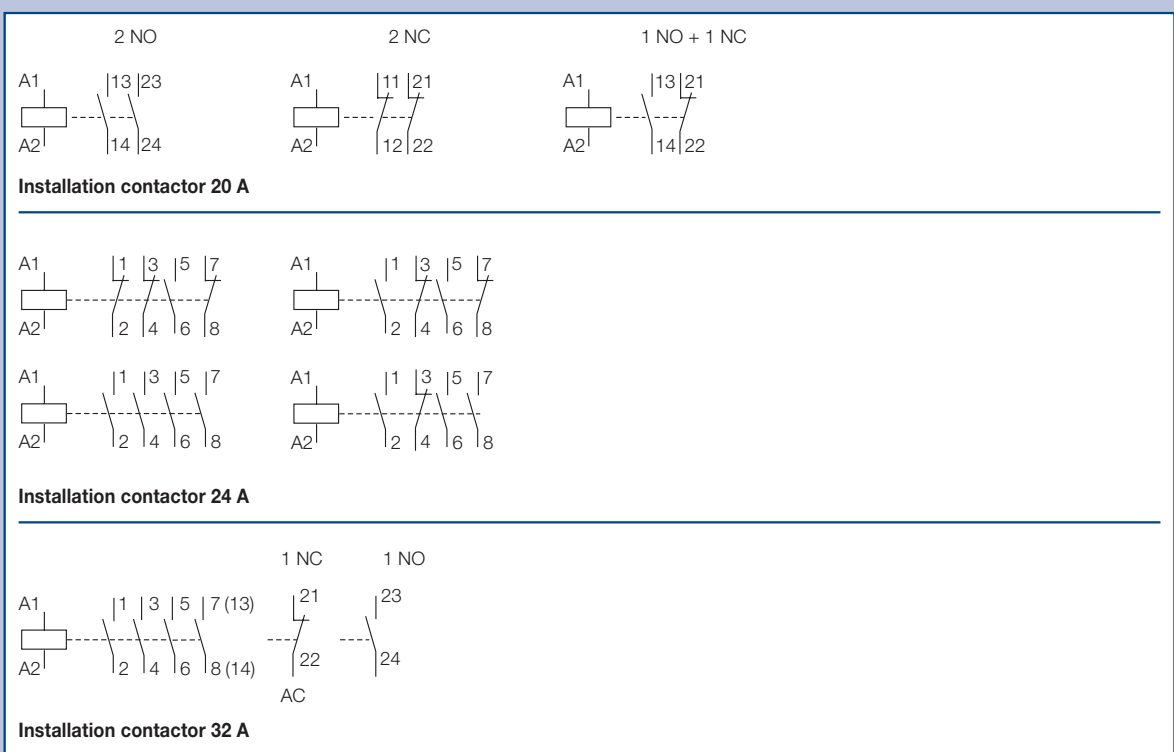 2 NO 2 NC 1 NO + 1 NC
A1 13 23 A1 11 21 A1 13 21
A2 14 24 A2 12 22 A2 14 22
Installation contactor 20 A
A1 1 3 5 7 A1 1 3 5 7
A2 2 4 6 8 A2 2 4 6 8
A1 1 3 5 7 A1 1 3 5 7
A2 2 4 6 8 A2 2 4 6 8
Installation contactor 24 A
1 NC 1 NO
A1 1 3 5 7 (13) 21 23
A2 2 4 6 8 (14) 22 24
AC
Installation contactor 32 A